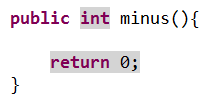 public int minus(){
return 0;
}